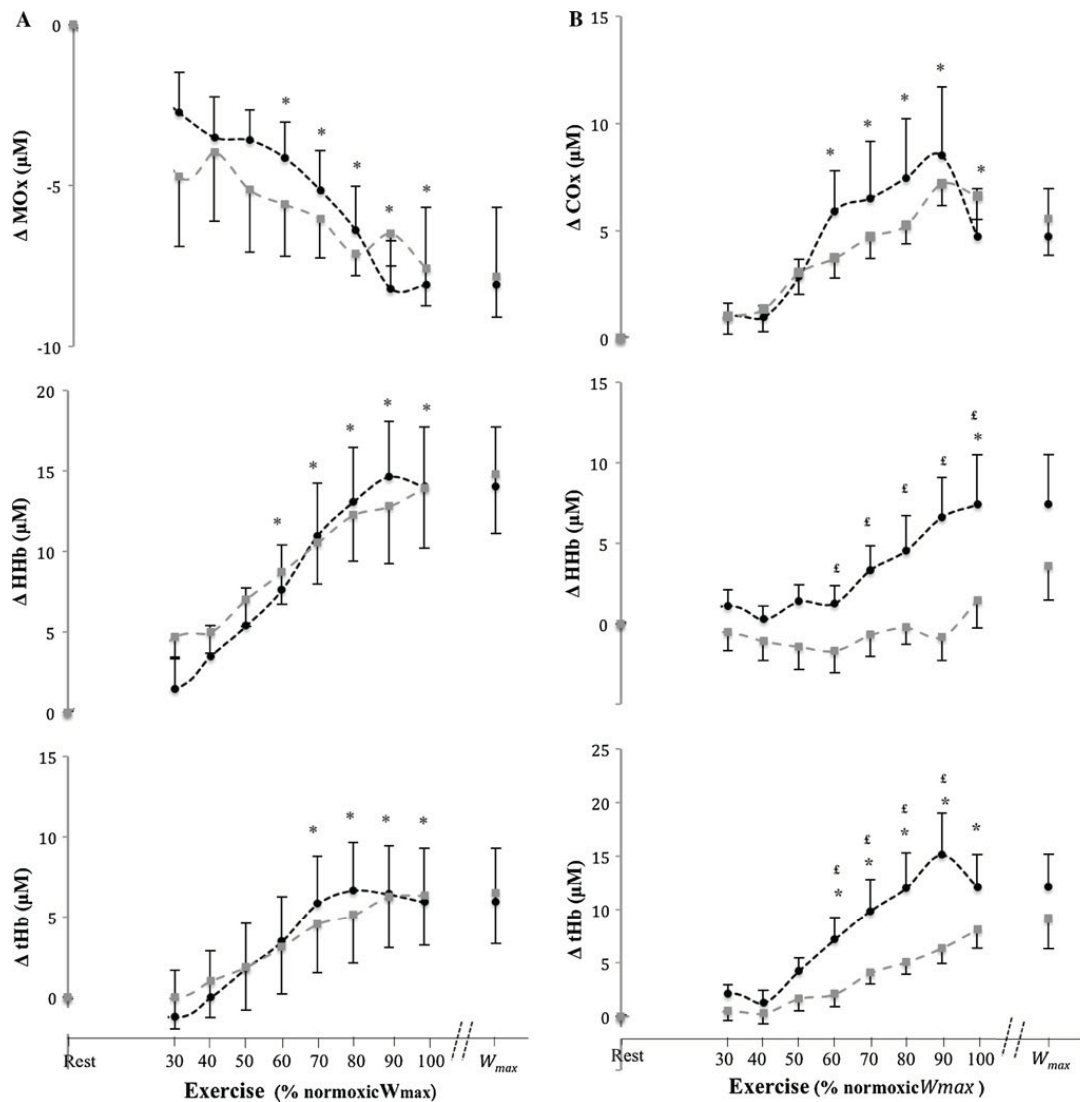 A
0
-5
-10
Δ MOx (µM)
* * * * *
20
15
10
5
0
Δ HHb (µM)
* * * * *
15
10
5
0
Δ tHb (µM)
* * * *
Rest 30 40 50 60 70 80 90 100 Wmax
Exercise (% normoxicWmax)
B
15
10
5
0
Δ COx (µM)
* * * * *
15
10
5
0
Δ HHb (µM)
£ £ £ £ £
*
25
20
15
10
5
0
Δ tHb (µM)
£ £ £ £
* * * * *
Rest 30 40 50 60 70 80 90 100 Wmax
Exercise (% normoxicWmax )